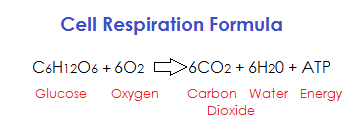 Cell Respiration Formula
C6H12O6 + 6O2 ⇨ 6CO2 + 6H20 + ATP
Glucose Oxygen Carbon Water Energy
Dioxide